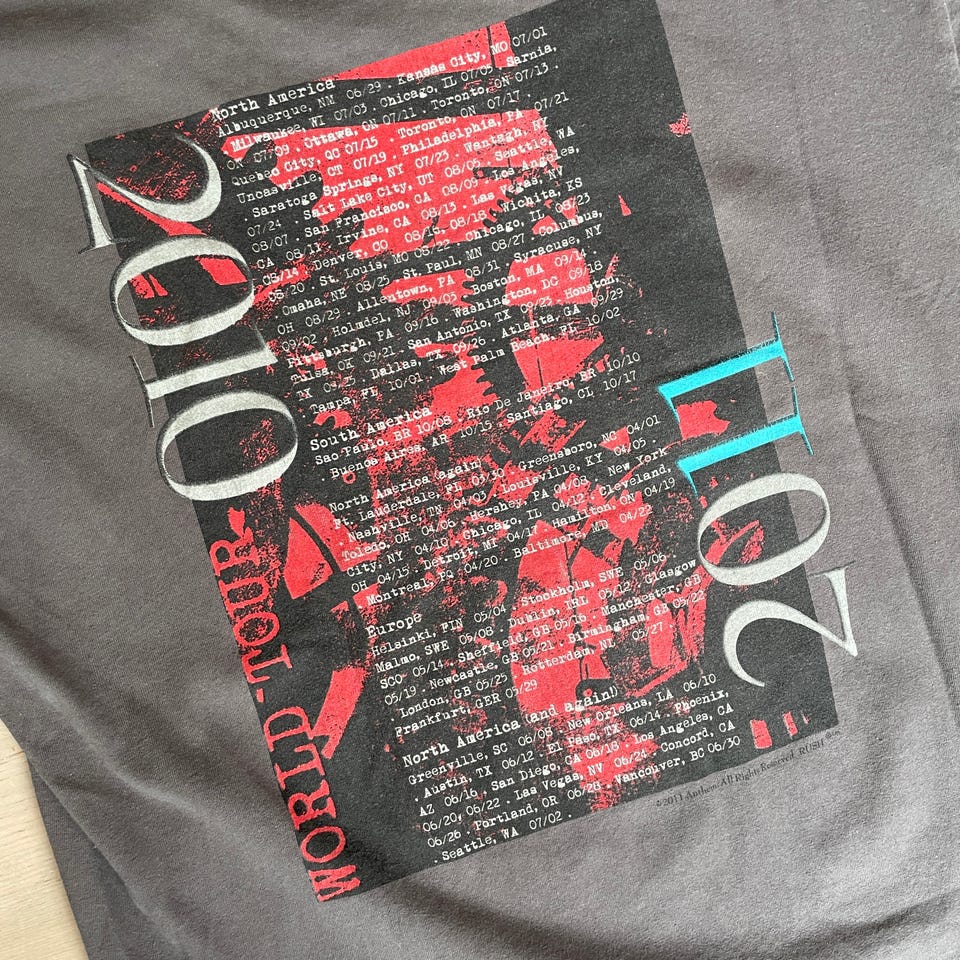 2010
WORLD TOUR
North America
Albuquerque, NM 06/29 . Kansas City, MO 07/01
Milwaukee, WI 07/03 . Chicago, IL 07/05 . Sarnia,
07/09 . Ottawa, ON 07/11 . Toronto, ON 07/13 .
Quebec City, QC 07/15 Toronto, ON 07/17 .
Uncasville, CT 07/19 . Philadelphia, PA 07/21
. Saratoga Springs, NY 07/23 . Wantagh, NY
07/24 . Salt Lake City, UT 08/05 . Seattle, WA
08/07 . San Francisco, CA 08/09 . Los Angeles,
CA 08/11 . Irvine, CA 08/13 . Las Vegas, NV
08/14 . Denver, CO 08/16, 08/18 . Wichita, KS
08/20 . St. Louis, MO 08/22 . Chicago, IL 08/23
. Omaha, NE 08/25 . St. Paul, MN 08/27 . Columbus,
OH 08/29 . Allentown, PA 08/31 . Syracuse, NY
09/02 . Holmdel, NJ 09/03 . Boston, MA 09/14 .
Pittsburgh, PA 09/16 . Washington, DC 09/18 .
Tulsa, OK 09/21 . San Antonio, TX 09/23 . Houston,
TX 09/25 . Dallas, TX 09/26 . Atlanta, GA 09/29
. Tampa, FL 10/01 . West Palm Beach, FL 10/02
South America
Sao Paulo, BR 10/08 . Rio De Janeiro, BR 10/10 .
Buenos Aires, AR 10/15 . Santiago, CL 10/17
North America (again)
Ft. Lauderdale, FL 03/30 . Greensboro, NC 04/01
. Nashville, TN 04/03 . Louisville, KY 04/05 .
Toledo, OH 04/06 . Hershey, PA 04/08 . New York
City, NY 04/10 . Chicago, IL 04/12 . Cleveland,
OH 04/15 . Detroit, MI 04/17 . Hamilton, ON 04/19
. Montreal, PQ 04/20 . Baltimore, MD 04/22
Europe
Helsinki, FIN 05/04 . Stockholm, SWE 05/06 .
Malmo, SWE 05/08 . Dublin, IRL 05/12 . Glasgow
SCO 05/14 . Sheffield, GB 05/16 . Manchester, GB
05/19 . Newcastle, GB 05/21 . Birmingham, GB 05/22
. London, GB 05/25 . Rotterdam, NL 05/27 .
Frankfurt, GER 05/29
North America (and again!)
Greenville, SC 06/08 . New Orleans, LA 06/10
. Austin, TX 06/12 . El Paso, TX 06/14 . Phoenix,
AZ 06/16 . San Diego, CA 06/18 . Los Angeles, CA
06/20, 06/22 . Las Vegas, NV 06/24 . Concord, CA
06/26 . Portland, OR 06/28 . Vancouver, BC 06/30
. Seattle, WA 07/02 .
2011
©2011 Anthem. All Rights Reserved. RUSH